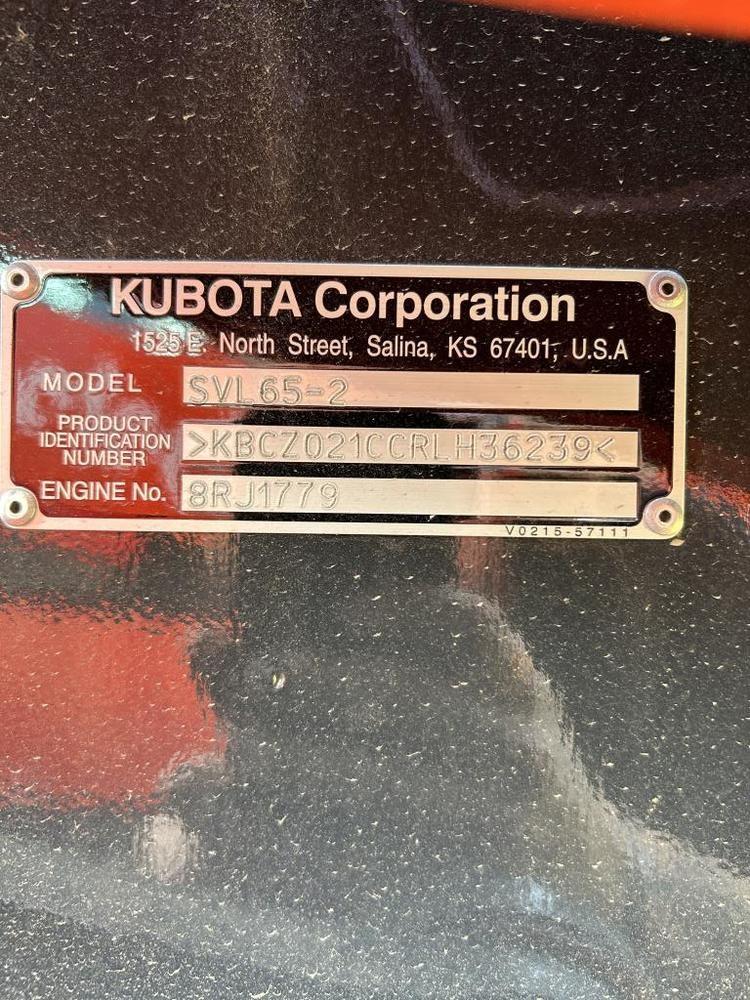 KUBOTA Corporation
1525 E. North Street, Salina, KS 67401, U.S.A
MODEL SVL65-2
PRODUCT
IDENTIFICATION
NUMBER >KBCZ021CCRLH36239<
ENGINE No. 8RJ1779
V0215-57111